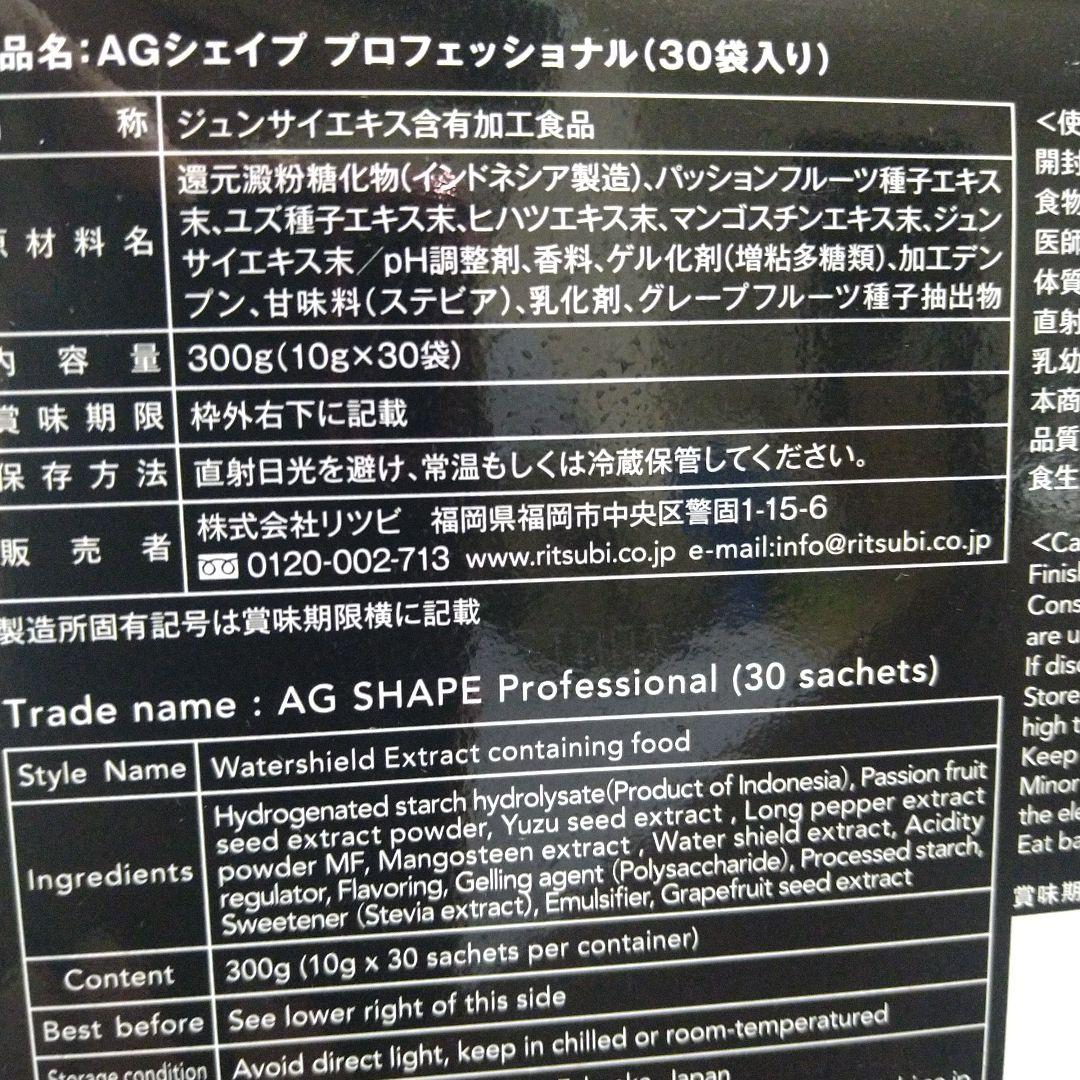 品名：AGシェイプ プロフェッショナル（30袋入り）
称 ジュンサイエキス含有加工食品
原材料名 還元澱粉糖化物（インドネシア製造）、パッションフルーツ種子エキス
末、ユズ種子エキス末、ヒハツエキス末、マンゴスチンエキス末、ジュン
サイエキス末／pH調整剤、香料、ゲル化剤（増粘多糖類）、加工デン
プン、甘味料（ステビア）、乳化剤、グレープフルーツ種子抽出物
内容量 300g（10g×30袋）
賞味期限 枠外右下に記載
保存方法 直射日光を避け、常温もしくは冷蔵保管してください。
販売者 株式会社リツビ 福岡県福岡市中央区警固1-15-6
0120-002-713 www.ritsubi.co.jp e-mail:info@ritsubi.co.jp
製造所固有記号は賞味期限横に記載
Trade name : AG SHAPE Professional (30 sachets)
Style Name Watershield Extract containing food
Ingredients Hydrogenated starch hydrolysate(Product of Indonesia), Passion fruit
seed extract powder, Yuzu seed extract , Long pepper extract
powder MF, Mangosteen extract , Water shield extract, Acidity
regulator, Flavoring, Gelling agent (Polysaccharide), Processed starch,
Sweetener (Stevia extract), Emulsifier, Grapefruit seed extract
Content 300g (10g x 30 sachets per container)
Best before See lower right of this side
Storage condition Avoid direct light, keep in chilled or room-temperatured
Japan
＜使
開封
食物
医師
体質
直射
乳幼
本商
品質
食生
<Ca
Finish
Cons
are u
If disc
Store
high t
Keep
Minor
the ele
Eat ba
賞味期